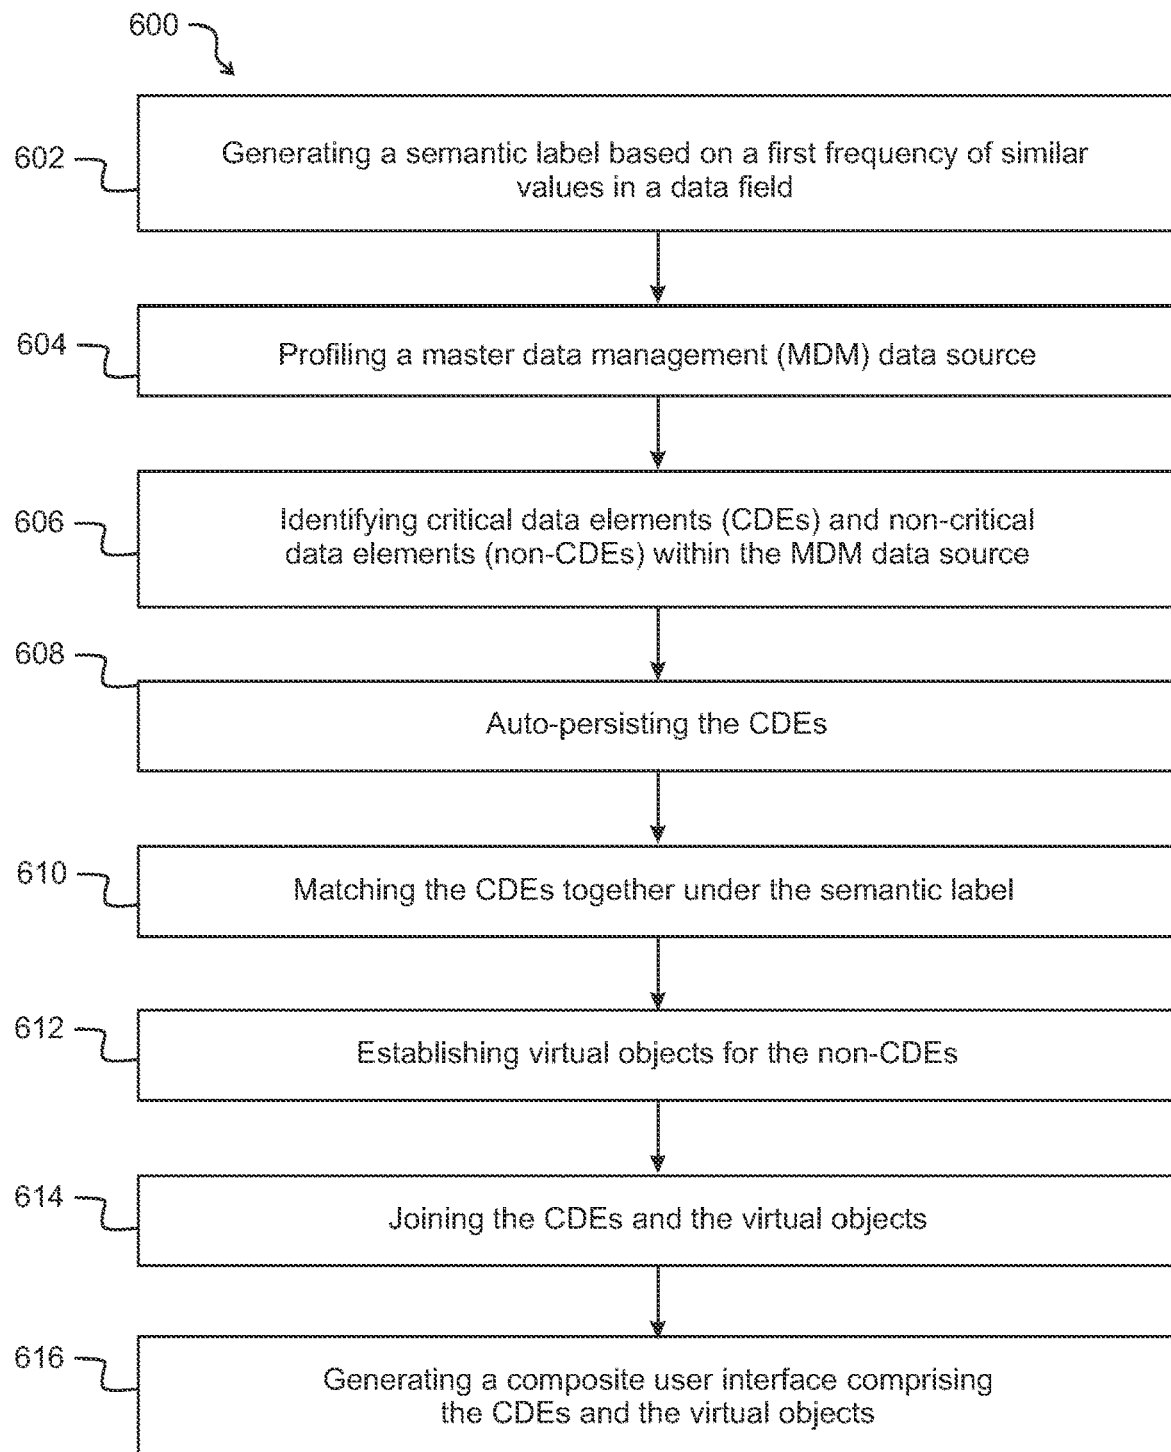 600
602
Generating a semantic label based on a first frequency of similar
values in a data field
604
Profiling a master data management (MDM) data source
606
Identifying critical data elements (CDEs) and non-critical
data elements (non-CDEs) within the MDM data source
608
Auto-persisting the CDEs
610
Matching the CDEs together under the semantic label
612
Establishing virtual objects for the non-CDEs
614
Joining the CDEs and the virtual objects
616
Generating a composite user interface comprising
the CDEs and the virtual objects